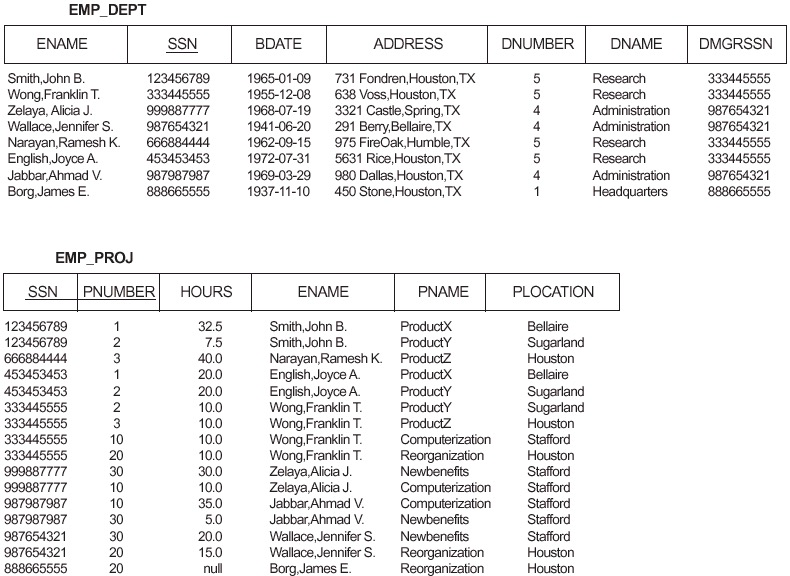 EMP_DEPT
ENAME SSN BDATE ADDRESS DNUMBER DNAME DMGRSSN
Smith,John B. 123456789 1965-01-09 731 Fondren,Houston,TX 5 Research 333445555
Wong,Franklin T. 333445555 1955-12-08 638 Voss,Houston,TX 5 Research 333445555
Zelaya, Alicia J. 999887777 1968-07-19 3321 Castle,Spring,TX 4 Administration 987654321
Wallace,Jennifer S. 987654321 1941-06-20 291 Berry,Bellaire,TX 4 Administration 987654321
Narayan,Ramesh K. 666884444 1962-09-15 975 FireOak,Humble,TX 5 Research 333445555
English,Joyce A. 453453453 1972-07-31 5631 Rice,Houston,TX 5 Research 333445555
Jabbar,Ahmad V. 987987987 1969-03-29 980 Dallas,Houston,TX 4 Administration 987654321
Borg,James E. 888665555 1937-11-10 450 Stone,Houston,TX 1 Headquarters 888665555
EMP_PROJ
SSN PNUMBER HOURS ENAME PNAME PLOCATION
123456789 1 32.5 Smith,John B. ProductX Bellaire
123456789 2 7.5 Smith,John B. ProductY Sugarland
666884444 3 40.0 Narayan,Ramesh K. ProductZ Houston
453453453 1 20.0 English,Joyce A. ProductX Bellaire
453453453 2 20.0 English,Joyce A. ProductY Sugarland
333445555 2 10.0 Wong,Franklin T. ProductY Sugarland
333445555 3 10.0 Wong,Franklin T. ProductZ Houston
333445555 10 10.0 Wong,Franklin T. Computerization Stafford
333445555 20 10.0 Wong,Franklin T. Reorganization Houston
999887777 30 30.0 Zelaya,Alicia J. Newbenefits Stafford
999887777 10 10.0 Zelaya,Alicia J. Computerization Stafford
987987987 10 35.0 Jabbar,Ahmad V. Computerization Stafford
987987987 30 5.0 Jabbar,Ahmad V. Newbenefits Stafford
987654321 30 20.0 Wallace,Jennifer S. Newbenefits Stafford
987654321 20 15.0 Wallace,Jennifer S. Reorganization Houston
888665555 20 null Borg,James E. Reorganization Houston